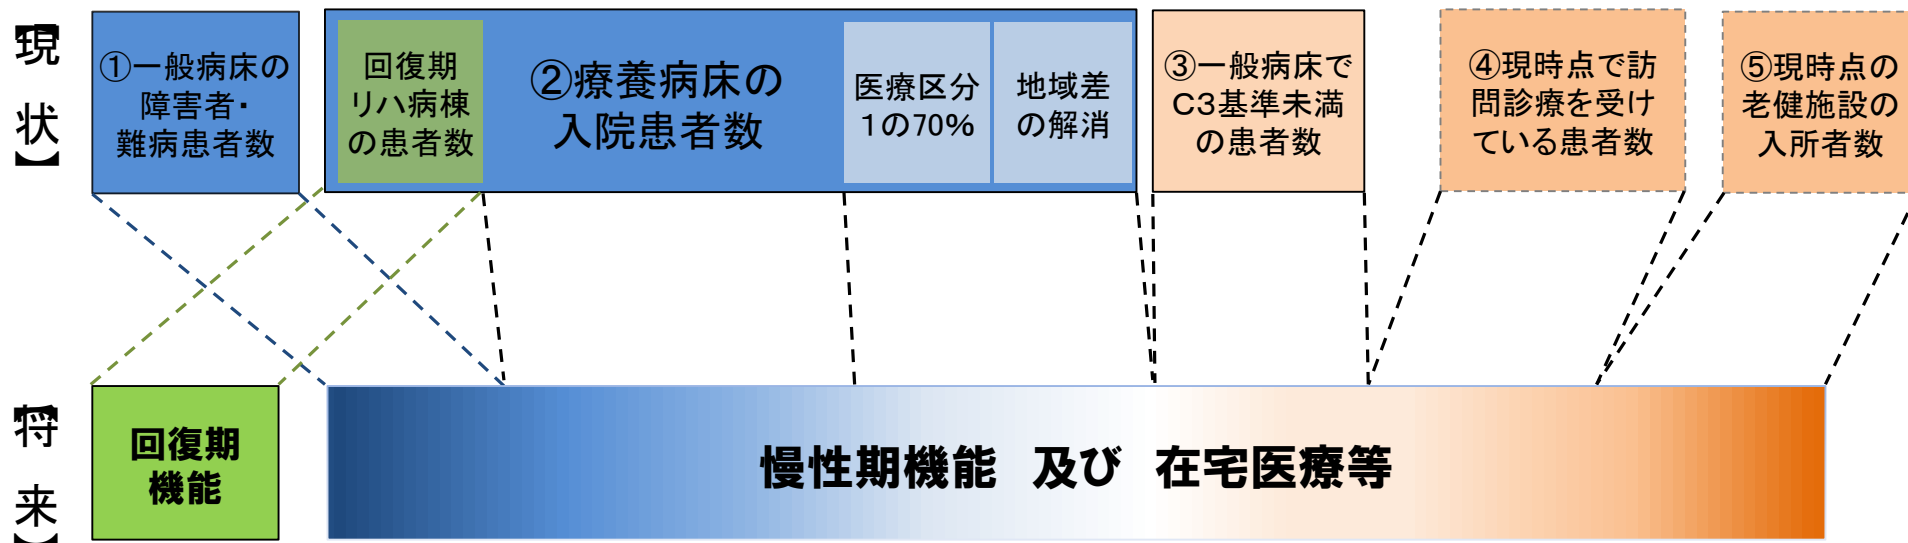 【現状】
①一般病床の
障害者・
難病患者数
回復期
リハ病棟
の患者数
②療養病床の
入院患者数
医療区分
1の70%
地域差
の解消
③一般病床で
C3基準未満
の患者数
④現時点で訪
問診療を受け
ている患者数
⑤現時点の
老健施設の
入所者数
【将来】
回復期
機能
慢性期機能 及び 在宅医療等